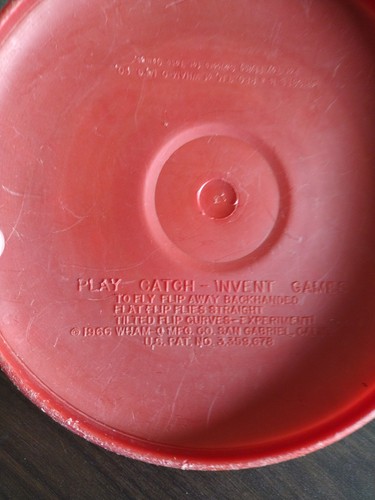 PLAY - CATCH - INVENT GAMES
TO FLY FLIP AWAY BACKHANDED
FLAT FLIP FLIES STRAIGHT
TILTED FLIP CURVES - EXPERIMENT!
© 1966 WHAM-O MFG. CO. SAN GABRIEL, CAL.
U.S. PAT. NO. 3,359,678